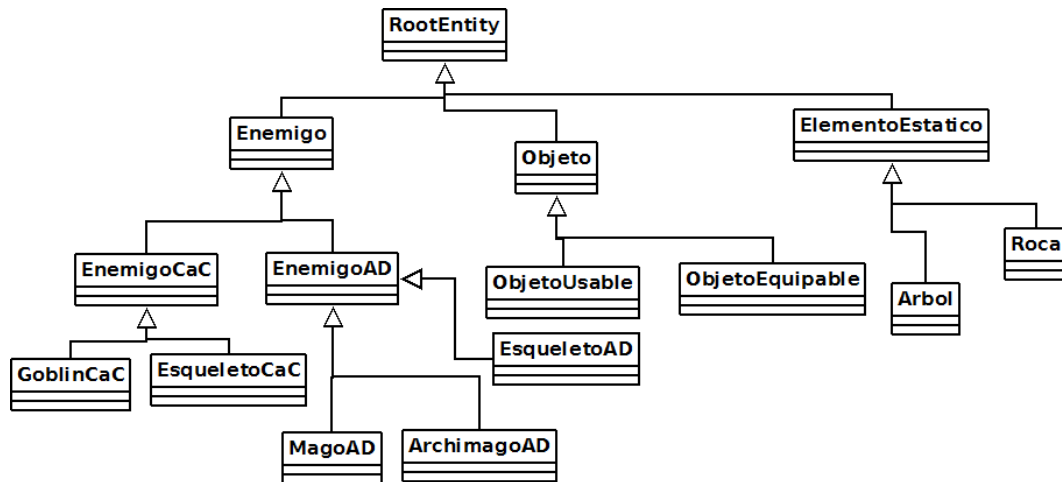 RootEntity
Enemigo
Objeto
ElementoEstatico
EnemigoCaC
EnemigoAD
ObjetoUsable
ObjetoEquipable
Arbol
Roca
GoblinCaC
EsqueletoCaC
EsqueletoAD
MagoAD
ArchimagoAD